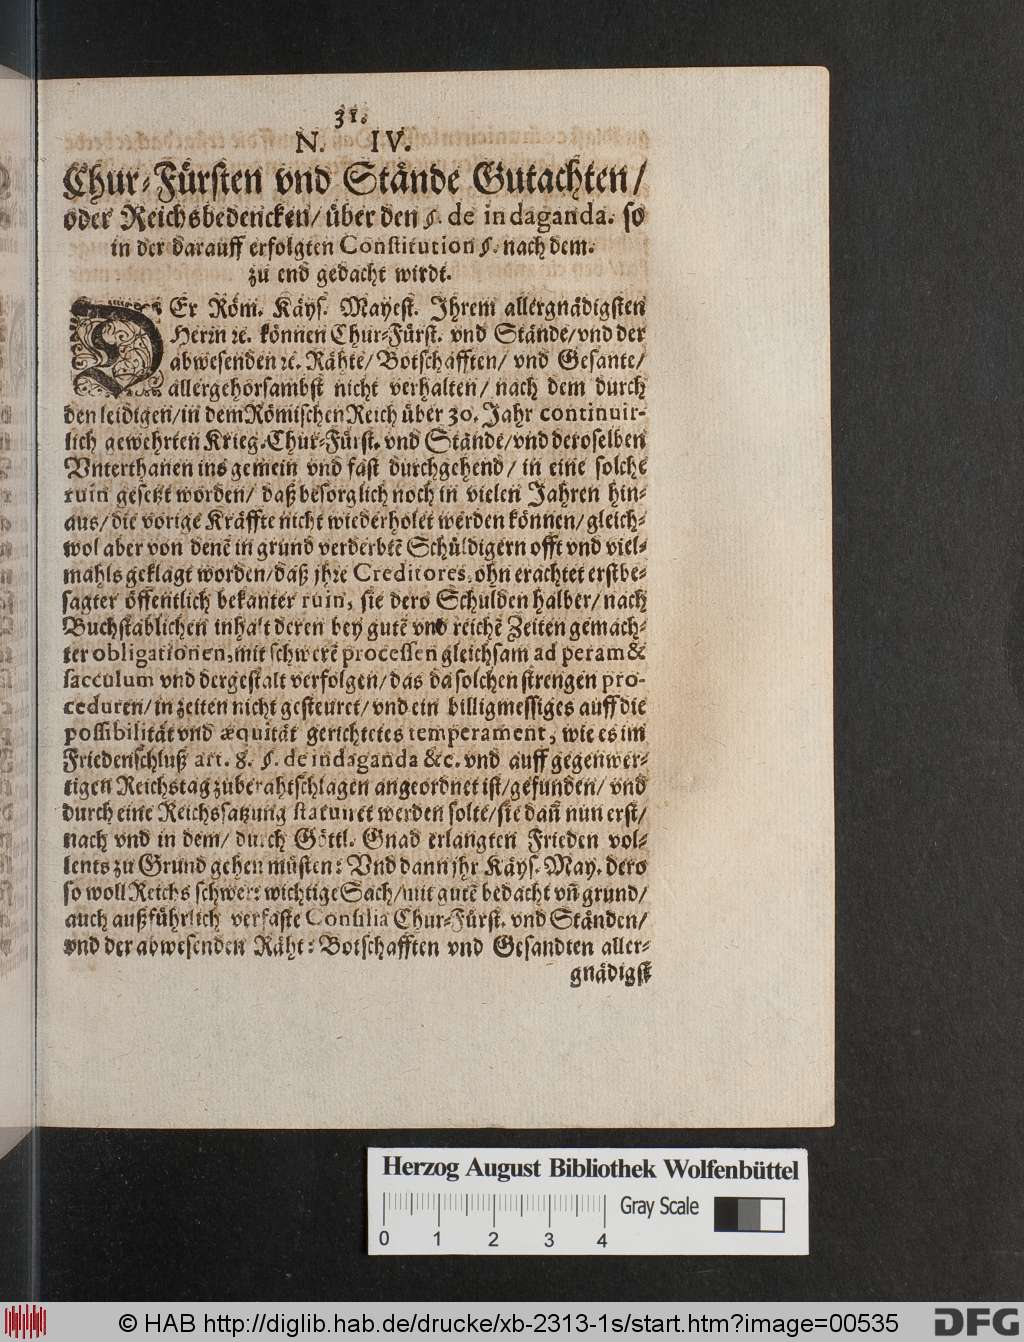 31.
N. IV.
Chur-Fürsten vnd Stände Gutachten/
oder Reichsbedencken/ über den §. de indaganda. so
in der darauff erfolgten Constitution §. nach dem.
zu end gedacht wirdt.
DEr Röm. Käys. Mayest. Ihrem allergnädigsten
Herin ꝛc. können Chur-Fürst. vnd Stände/vnd der
abwesenden ꝛc. Rähte/ Botschafften/ vnd Gesante/
allergehorsambst nicht verhalten/ nach dem durch
den leidigen/in dem Römischen Reich über 30. Jahr continuir-
lich gewehrten Krieg. Chur-Fürst. vnd Stände/vnd deroselben
Vnterthanen ins gemein vnd fast durchgehend/ in eine solche
ruin gesetzt worden/ daß besorglich noch in vielen Jahren hin-
aus/die vorige Kräffte nicht wiederholet werden können/gleich-
wol aber von denē in grund verderbtē Schüldigern offt vnd viel-
mahls geklagt worden/daß jhre Creditores, ohn erachtet erstbe-
sagter öffentlich bekanter ruin, sie dero Schulden halber/ nach
Buchstablichen inhalt deren bey gutē vnd reichē Zeiten gemach-
ter obligationen, mit schwerē processen gleichsam ad peram &
sacculum vnd dergestalt verfolgen/das da solchen strengen pro-
ceduren/in zeiten nicht gesteuret/vnd ein billigmessiges auff die
possibilität vnd æquität gerichtetes temperament, wie es im
Friedenschluß art. 8. §. de indaganda &c. vnd auff gegenwer-
tigen Reichstag zuberahtschlagen angeordnet ist/gefunden/ vnd
durch eine Reichssatzung statuiret werden solte/sie dañ nun erst/
nach vnd in dem/ durch Göttl. Gnad erlangten Frieden vol-
lents zu Grund gehen müsten: Vnd dann jhr Käys. May. dero
so woll Reichs schwer: wichtige Sach/mit gutē bedacht vñ grund/
auch außführlich verfaste Consilia Chur-Fürst. vnd Ständen/
vnd der abwesenden Räht: Botschafften vnd Gesandten aller-
gnädigst
Herzog August Bibliothek Wolfenbüttel
Gray Scale
0 1 2 3 4
© HAB http://diglib.hab.de/drucke/xb-2313-1s/start.htm?image=00535
DFG